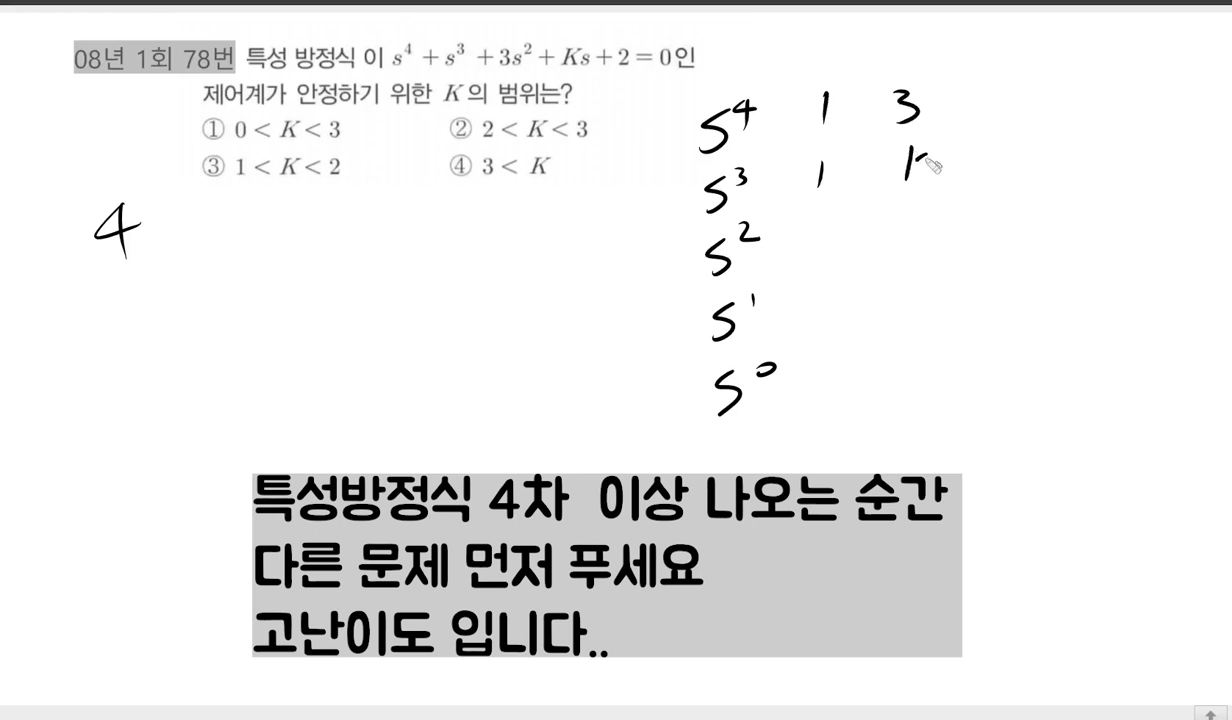 08년 1회 78번 특성 방정식 이 s⁴ + s³ + 3s² + Ks + 2 = 0인
제어계가 안정하기 위한 K의 범위는?
① 0 < K < 3 ② 2 < K < 3
③ 1 < K < 2 ④ 3 < K
4
S⁴ 1 3
S³ 1
S²
S¹
S⁰
특성방정식 4차 이상 나오는 순간
다른 문제 먼저 푸세요
고난이도 입니다..